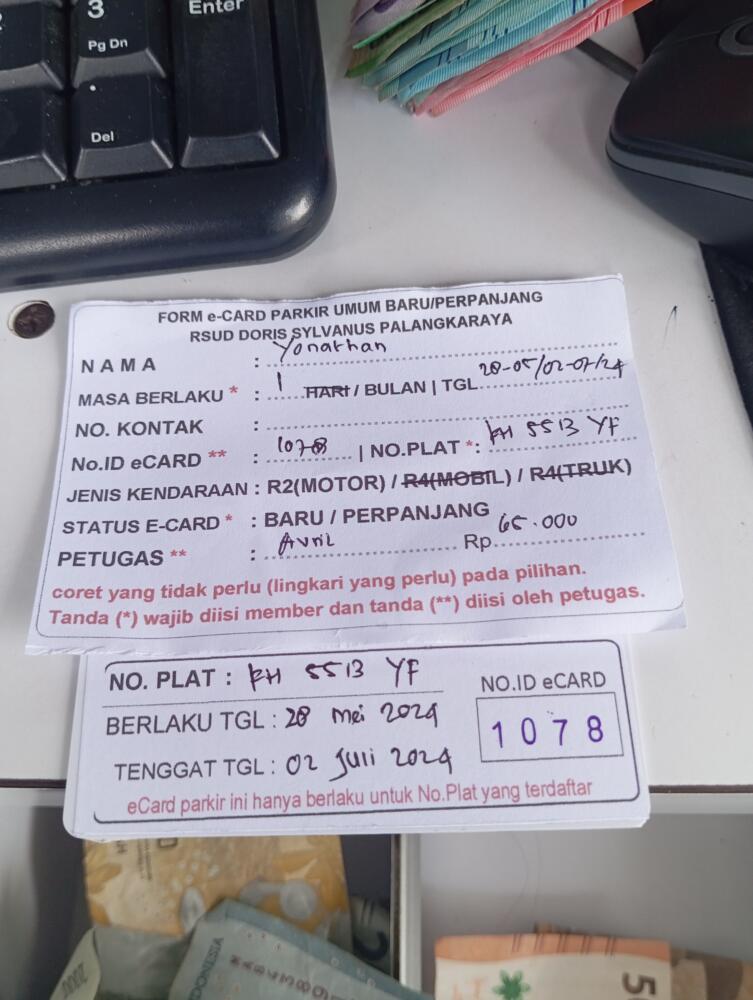 3
Pg Dn
Enter
.
Del
FORM e-CARD PARKIR UMUM BARU/PERPANJANG
RSUD DORIS SYLVANUS PALANGKARAYA
NAMA : Yonathan
MASA BERLAKU * : 1 HARI / BULAN | TGL 28-05/02-07/24
NO. KONTAK :
No.ID eCARD ** : 1078 | NO.PLAT *: KH 5513 YF
JENIS KENDARAAN : R2(MOTOR) / R4(MOBIL) / R4(TRUK)
STATUS E-CARD * : BARU / PERPANJANG
PETUGAS ** : Avril Rp. 65.000
coret yang tidak perlu (lingkari yang perlu) pada pilihan.
Tanda (*) wajib diisi member dan tanda (**) diisi oleh petugas.
NO. PLAT : KH 5513 YF
BERLAKU TGL : 28 Mei 2024
TENGGAT TGL : 02 Juli 2024
NO.ID eCARD
1078
eCard parkir ini hanya berlaku untuk No.Plat yang terdaftar
2000
5